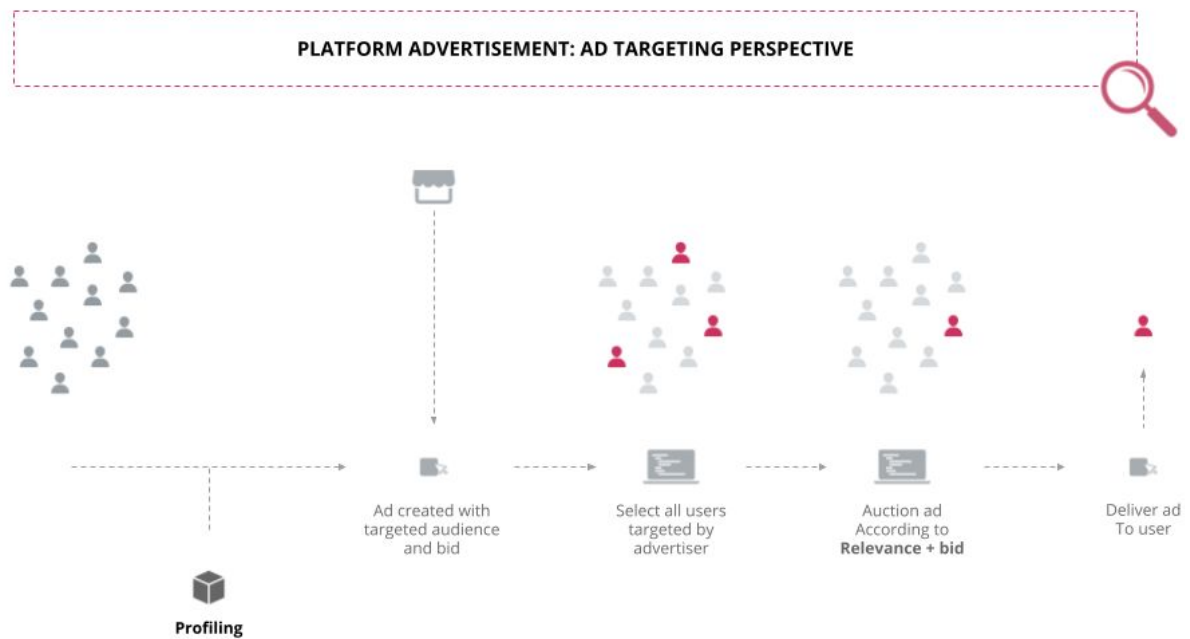 PLATFORM ADVERTISEMENT: AD TARGETING PERSPECTIVE
Ad created with
targeted audience
and bid
Select all users
targeted by
advertiser
Auction ad
According to
Relevance + bid
Deliver ad
To user
Profiling